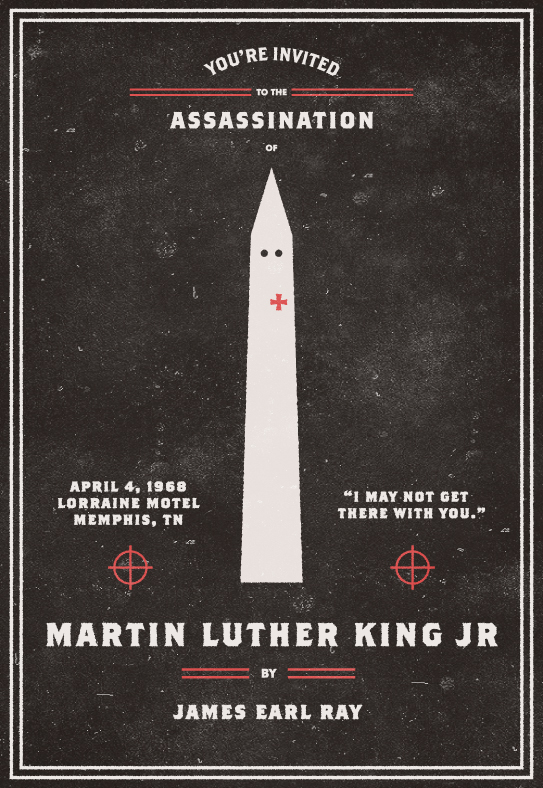 YOU'RE INVITED
TO THE
ASSASSINATION
OF
APRIL 4, 1968
LORRAINE MOTEL
MEMPHIS, TN
"I MAY NOT GET
THERE WITH YOU."
MARTIN LUTHER KING JR
BY
JAMES EARL RAY